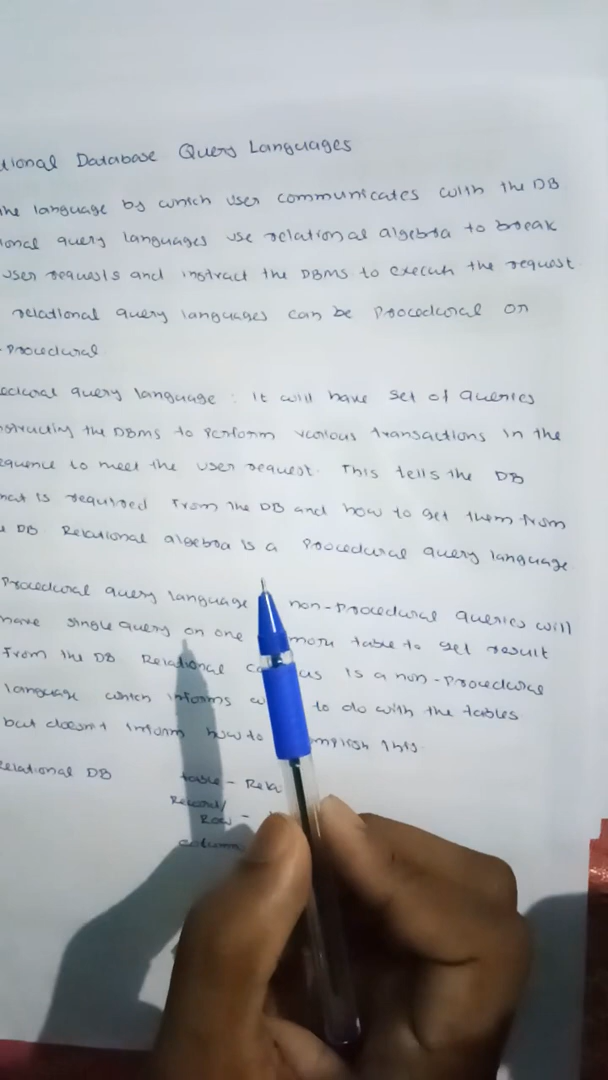 tional Database Query Languages
the language by which user communicates with the DB
ional query languages use relational algebra to break
user requests and instruct the DBMS to execute the request
relational query languages can be Procedural or
- Procedural
edural query language : it will have set of queries
structing the DBMS to Perform various transactions in the
equence to meet the user request. This tells the DB
hat is required from the DB and how to get them from
e DB Relational algebra is a Procedural query language
Procedural query language non-Procedural queries will
have single query on one more table to get result
From the DB Relational is a non-Procedural
language which informs to do with the tables
but doesn't inform how to this.
Relational DB table - Rela
Record/
Row -
column